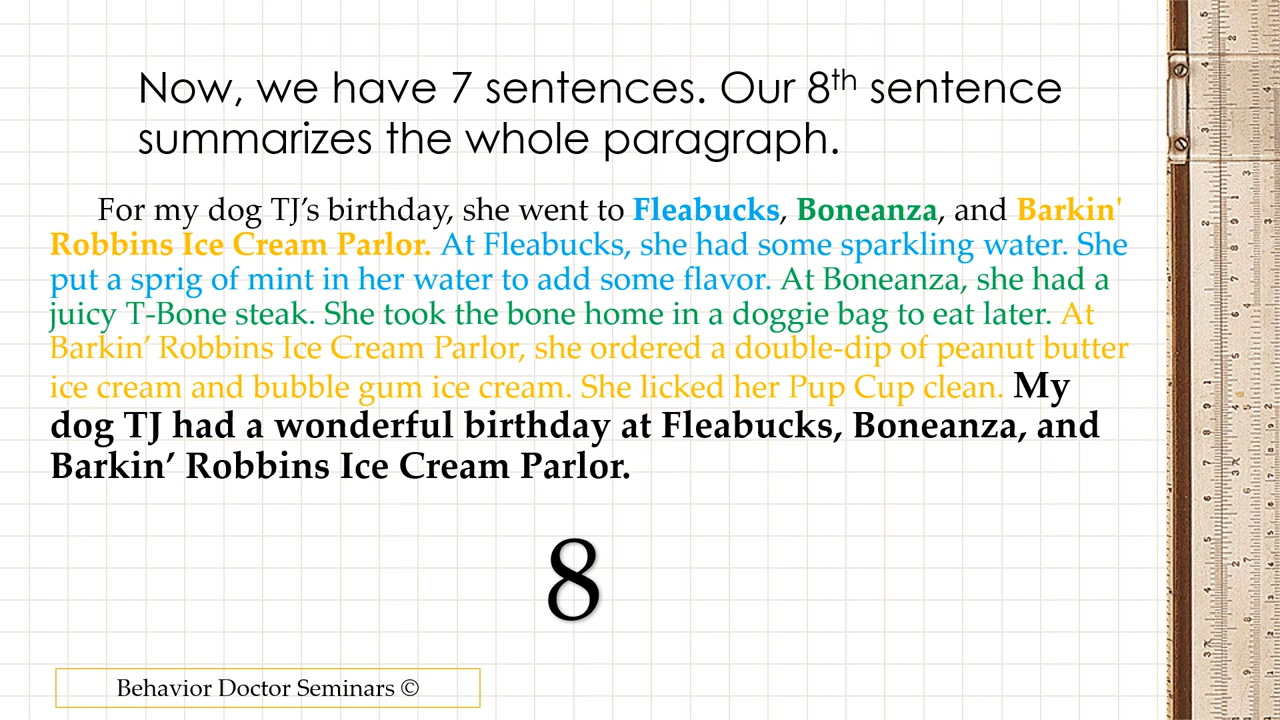 Now, we have 7 sentences. Our 8th sentence
summarizes the whole paragraph.
For my dog TJ’s birthday, she went to Fleabucks, Boneanza, and Barkin'
Robbins Ice Cream Parlor. At Fleabucks, she had some sparkling water. She
put a sprig of mint in her water to add some flavor. At Boneanza, she had a
juicy T-Bone steak. She took the bone home in a doggie bag to eat later. At
Barkin’ Robbins Ice Cream Parlor, she ordered a double-dip of peanut butter
ice cream and bubble gum ice cream. She licked her Pup Cup clean. My
dog TJ had a wonderful birthday at Fleabucks, Boneanza, and
Barkin’ Robbins Ice Cream Parlor.
8
Behavior Doctor Seminars ©